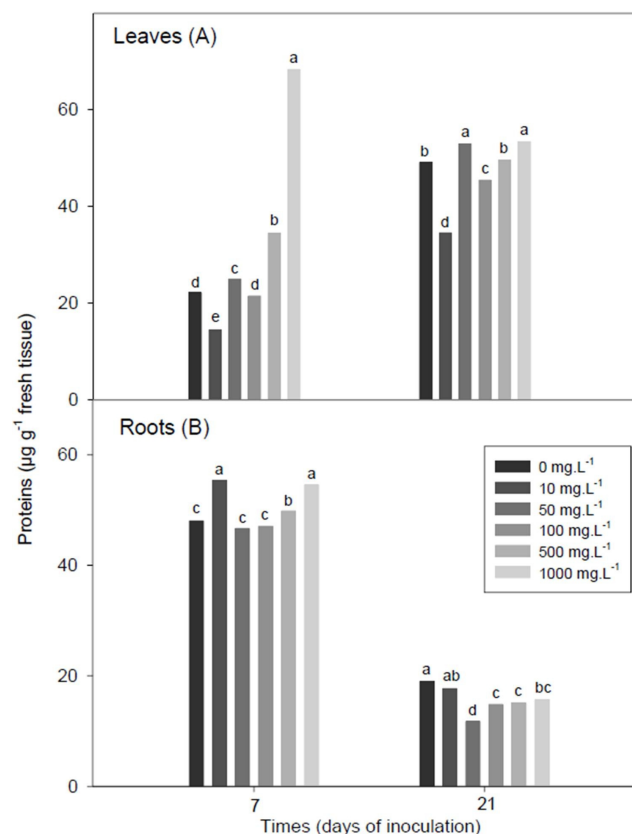 Leaves (A)
a
60
a
a
b
b
c
40
d
b
d
c
d
20
e
0
Proteins (µg g⁻¹ fresh tissue)
Roots (B)
60
a
a
c
c
c
b
40
20
a
ab
d
c
c
bc
0
0 mg.L⁻¹
10 mg.L⁻¹
50 mg.L⁻¹
100 mg.L⁻¹
500 mg.L⁻¹
1000 mg.L⁻¹
7
21
Times (days of inoculation)